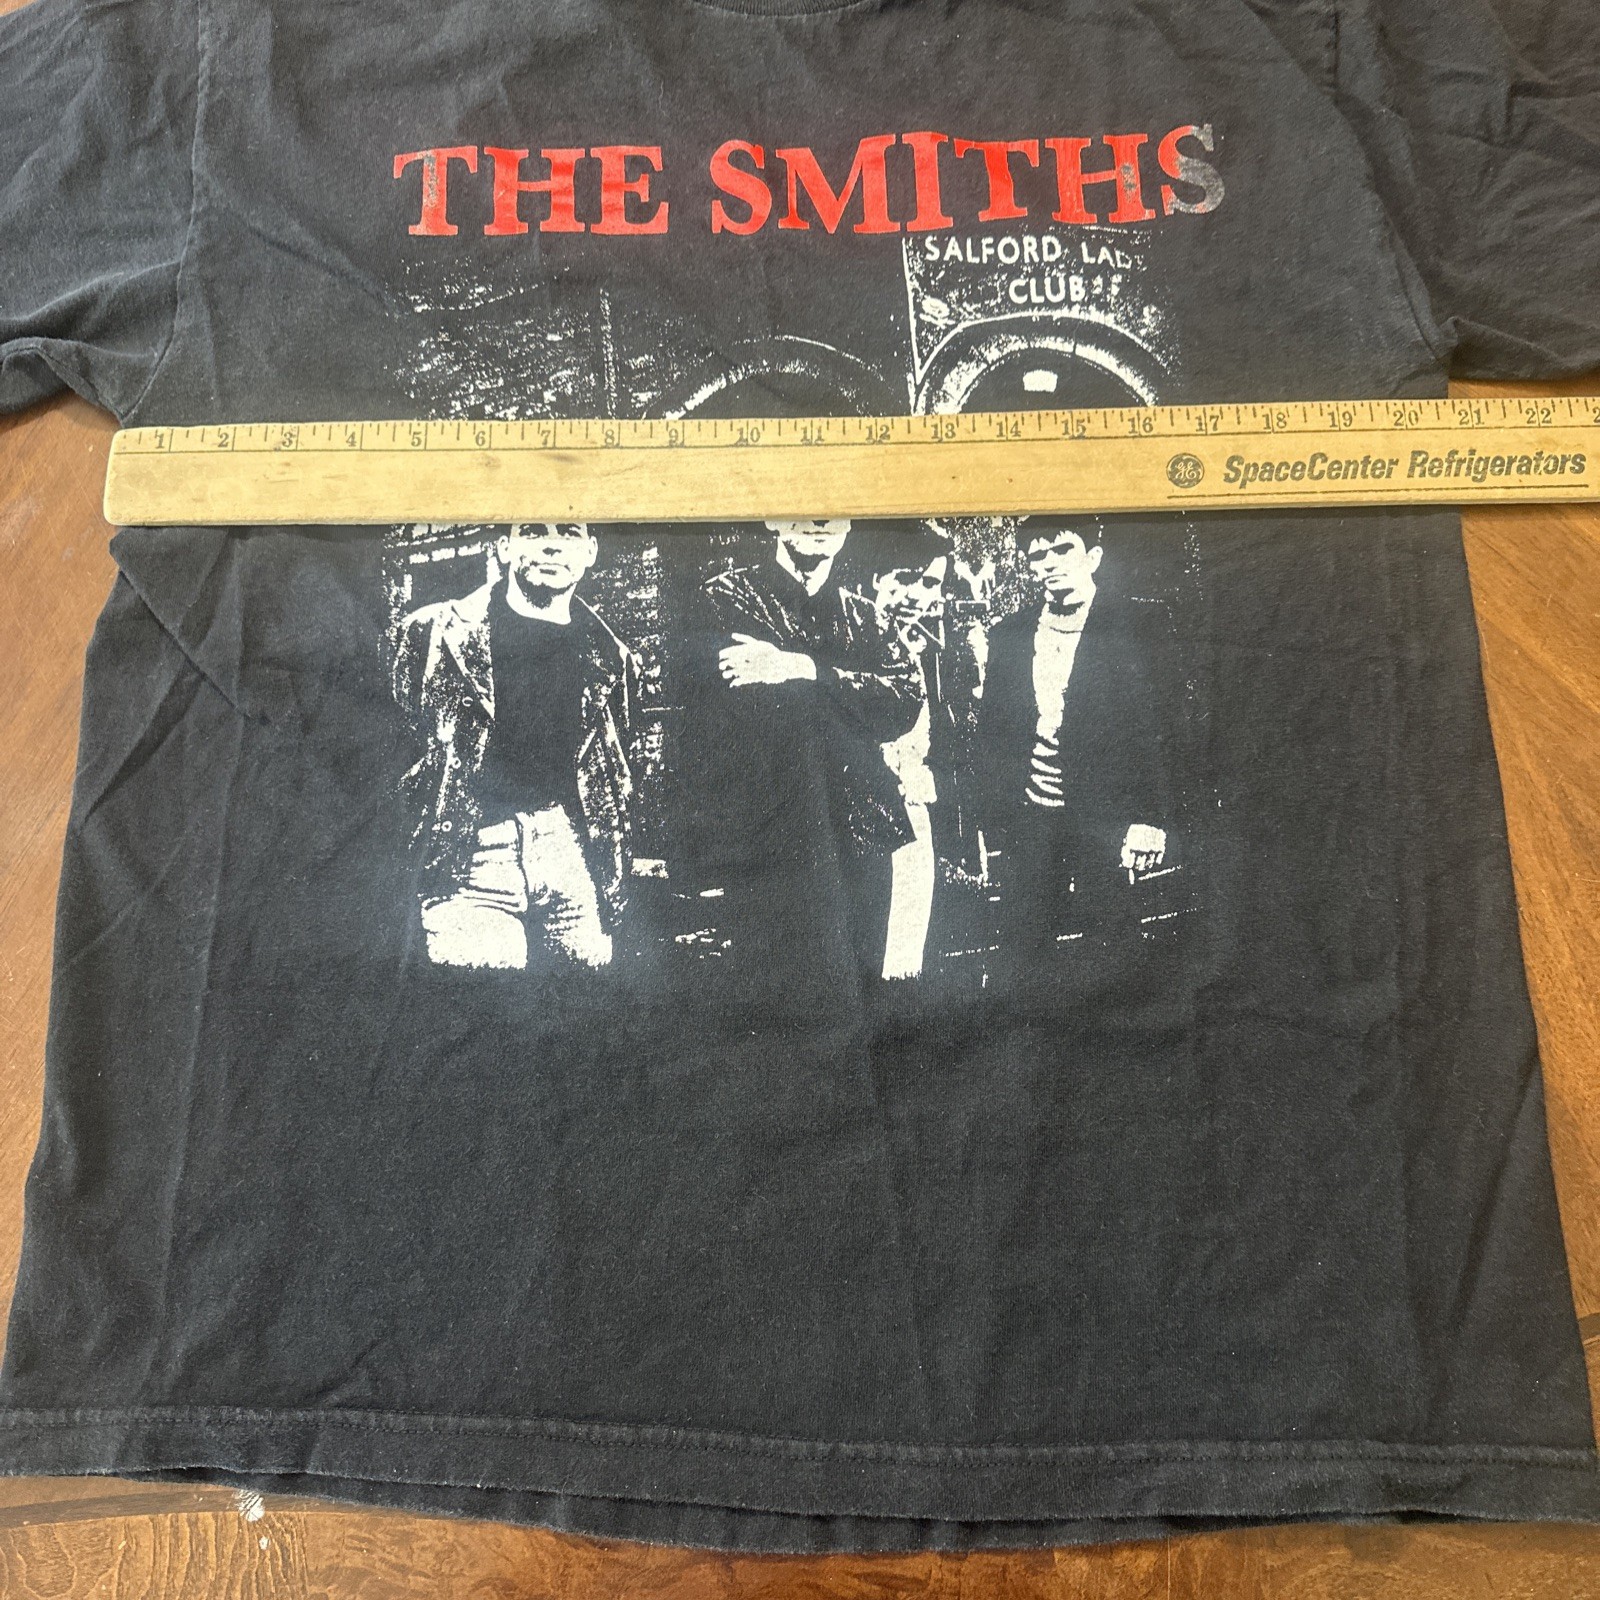 THE SMITHS
SALFORD LAD
CLUB
1 2 3 4 5 6 7 8 9 10 11 12 13 14 15 16 17 18 19 20 21 22
GE SpaceCenter Refrigerators